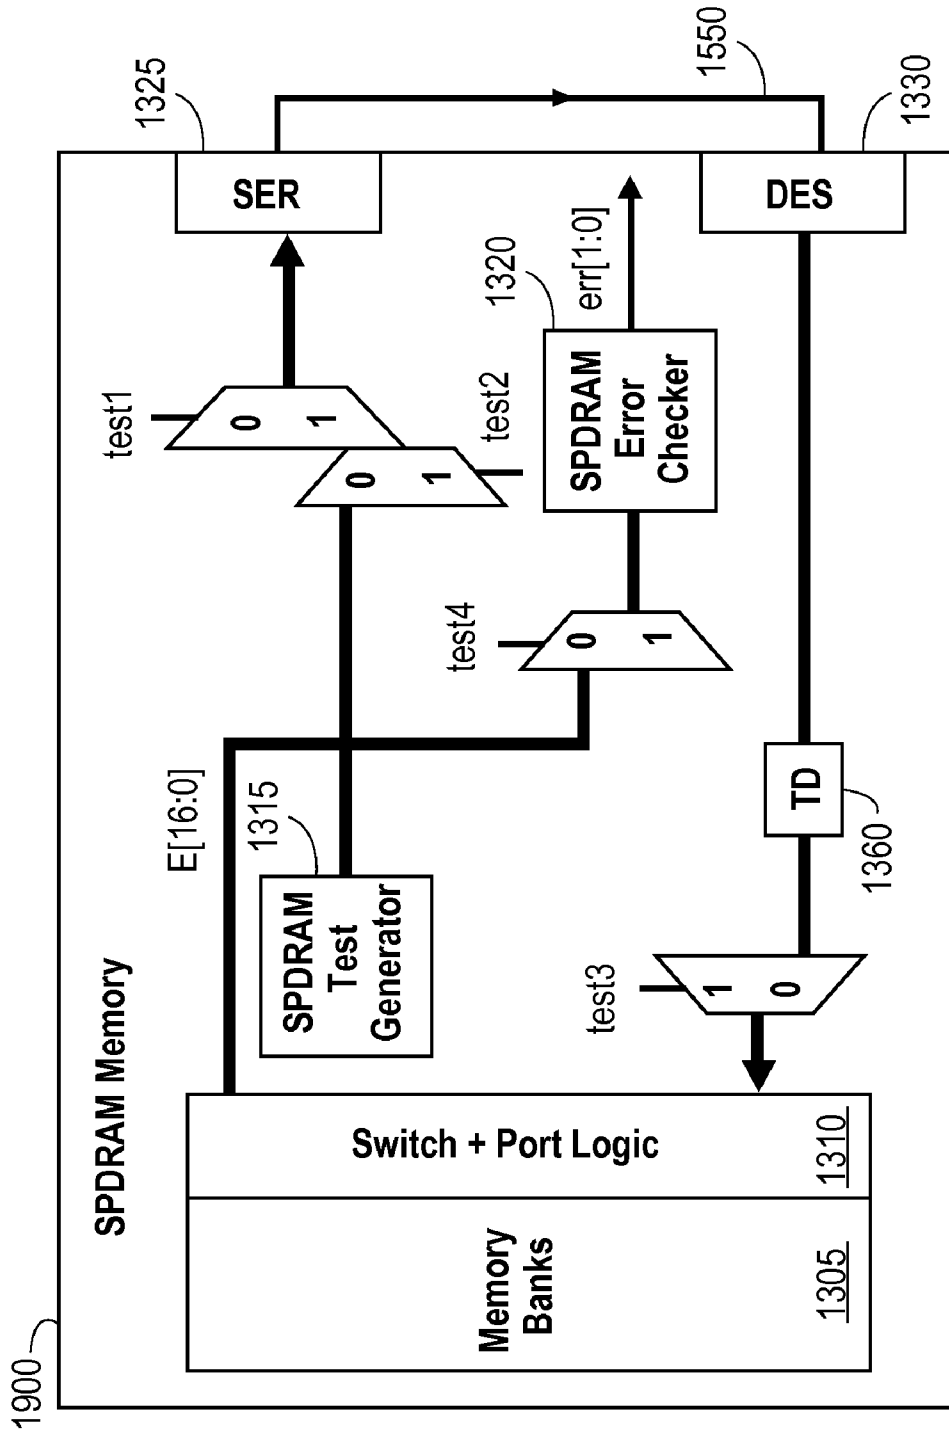 1900
SPDRAM Memory
Memory
Banks
1305
Switch + Port Logic
1310
E[16:0]
SPDRAM
Test
Generator
1315
test3
1
0
TD
1360
test4
0
1
test1
0
1
0
1
test2
SPDRAM
Error
Checker
1320
err[1:0]
SER
1325
DES
1330
1550